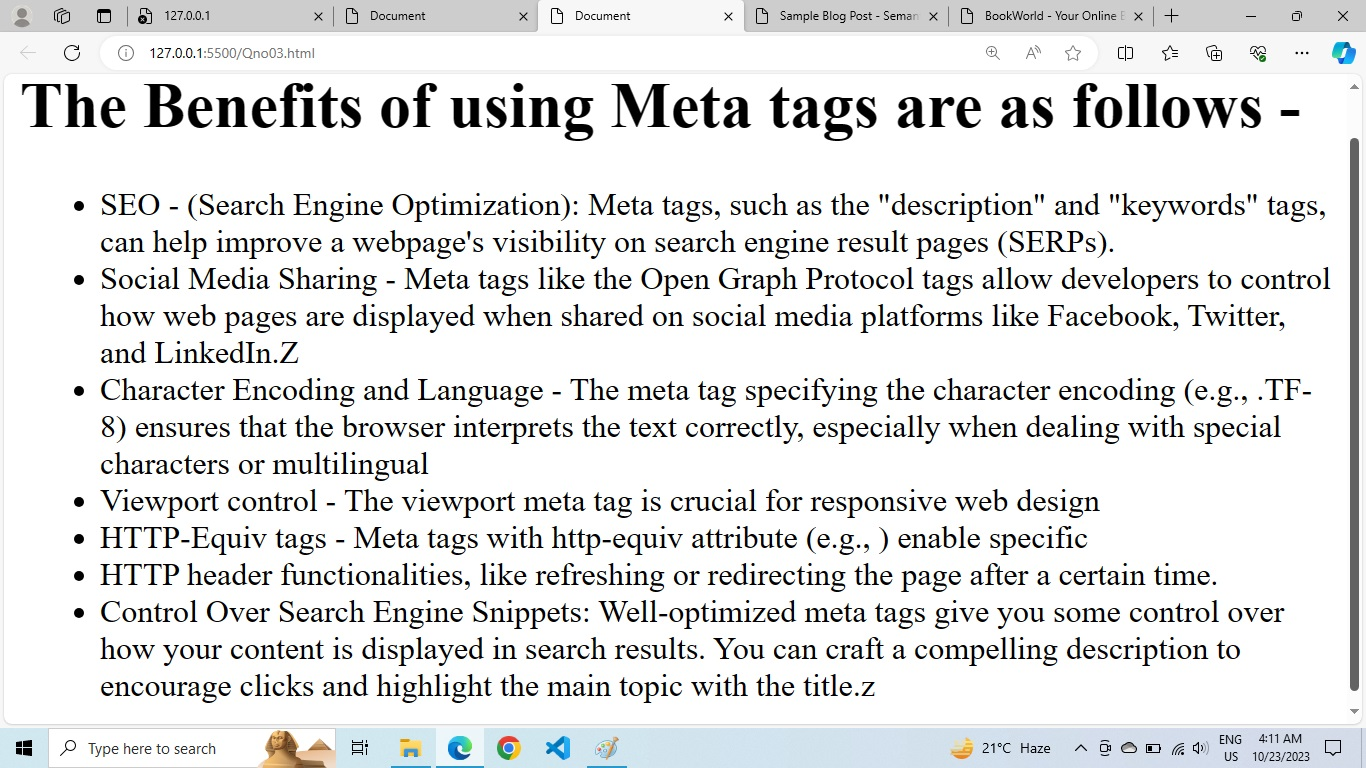 127.0.0.1
Document
Document
Sample Blog Post - Seman
BookWorld - Your Online B
127.0.0.1:5500/Qno03.html
The Benefits of using Meta tags are as follows -
• SEO - (Search Engine Optimization): Meta tags, such as the "description" and "keywords" tags,
can help improve a webpage's visibility on search engine result pages (SERPs).
• Social Media Sharing - Meta tags like the Open Graph Protocol tags allow developers to control
how web pages are displayed when shared on social media platforms like Facebook, Twitter,
and LinkedIn.Z
• Character Encoding and Language - The meta tag specifying the character encoding (e.g., .TF-
8) ensures that the browser interprets the text correctly, especially when dealing with special
characters or multilingual
• Viewport control - The viewport meta tag is crucial for responsive web design
• HTTP-Equiv tags - Meta tags with http-equiv attribute (e.g., ) enable specific
• HTTP header functionalities, like refreshing or redirecting the page after a certain time.
• Control Over Search Engine Snippets: Well-optimized meta tags give you some control over
how your content is displayed in search results. You can craft a compelling description to
encourage clicks and highlight the main topic with the title.z
Type here to search
21°C Haze
ENG
US
4:11 AM
10/23/2023